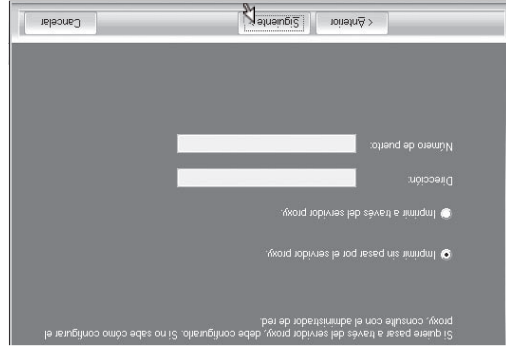 Si quiere pasar a través del servidor proxy, debe configurarlo. Si no sabe cómo configurar el
proxy, consulte con el administrador de red.
Imprimir sin pasar por el servidor proxy.
Imprimir a través del servidor proxy.
Dirección:
Número de puerto:
< Anterior
Siguiente >
Cancelar